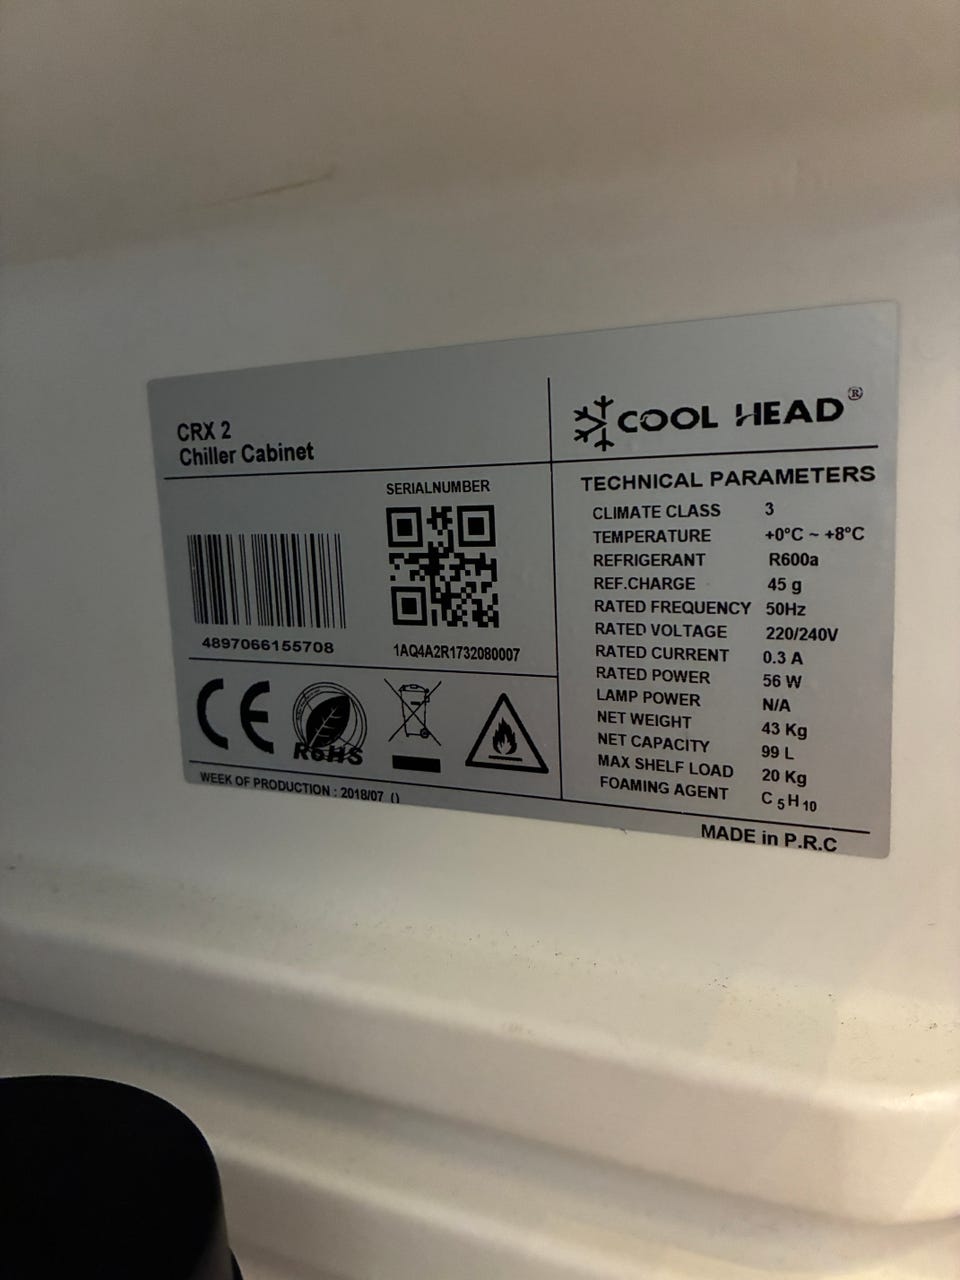 CRX 2
Chiller Cabinet
COOL HEAD®
SERIALNUMBER
4897066155708
1AQ4A2R1732080007
CE
RoHS
WEEK OF PRODUCTION : 2018/07 ()
TECHNICAL PARAMETERS
CLIMATE CLASS 3
TEMPERATURE +0°C ~ +8°C
REFRIGERANT R600a
REF.CHARGE 45 g
RATED FREQUENCY 50Hz
RATED VOLTAGE 220/240V
RATED CURRENT 0.3 A
RATED POWER 56 W
LAMP POWER N/A
NET WEIGHT 43 Kg
NET CAPACITY 99 L
MAX SHELF LOAD 20 Kg
FOAMING AGENT C5H10
MADE in P.R.C